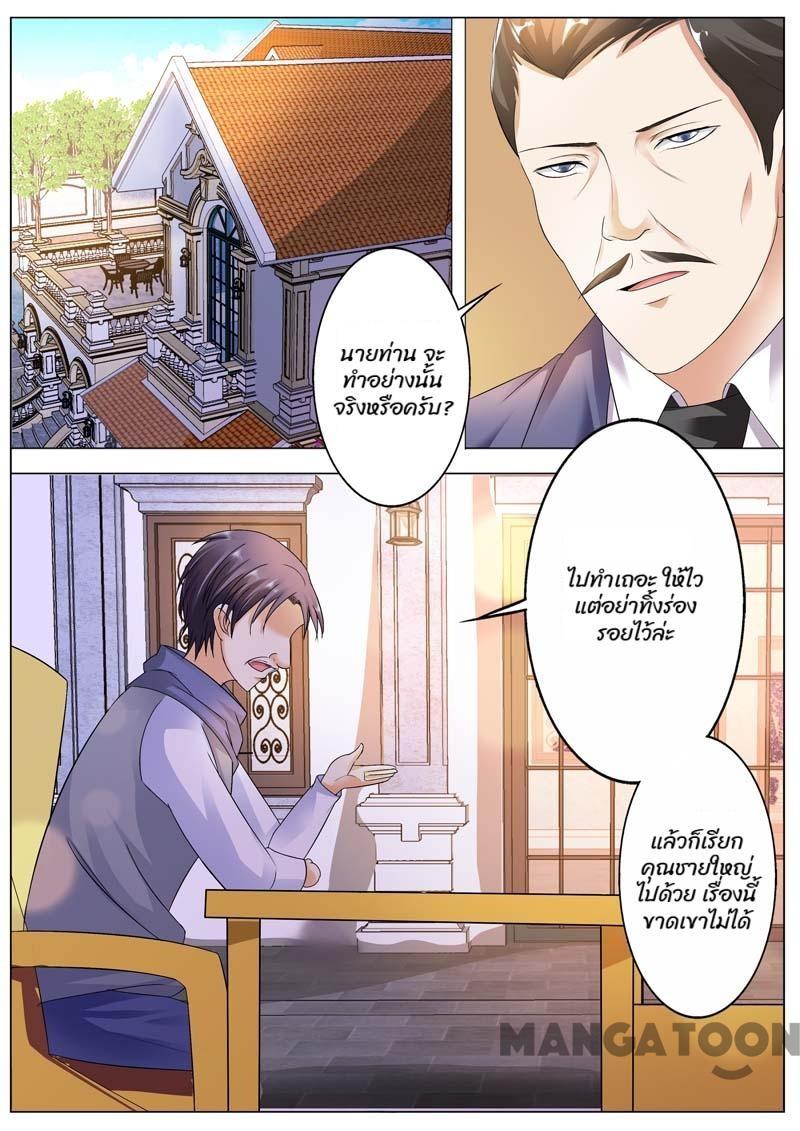 นายท่าน จะ
ทำอย่างนั้น
จริงหรือครับ?
ไปทำเถอะ ให้ไว
แต่อย่าทิ้งร่อง
รอยไว้ล่ะ
แล้วก็เรียก
คุณชายใหญ่
ไปด้วย เรื่องนี้
ขาดเขาไม่ได้
MANGATOON